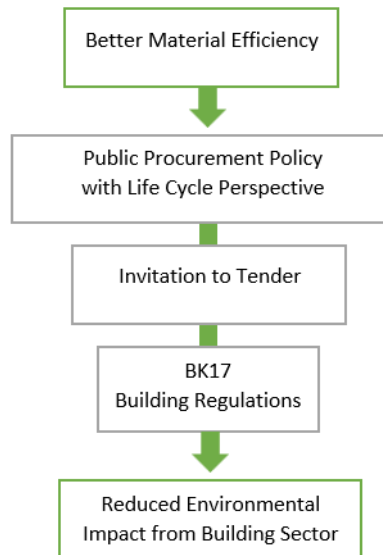 Better Material Efficiency
Public Procurement Policy
with Life Cycle Perspective
Invitation to Tender
BK17
Building Regulations
Reduced Environmental
Impact from Building Sector